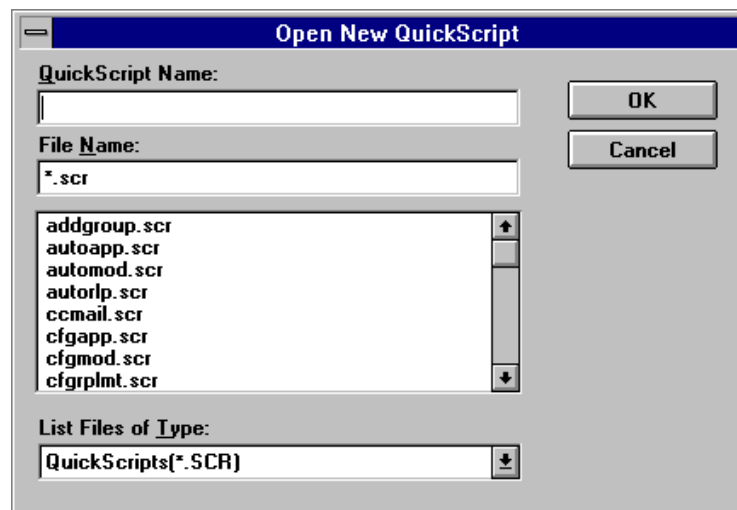 Open New QuickScript
QuickScript Name:
OK
File Name:
Cancel
*.scr
addgroup.scr
autoapp.scr
automod.scr
autorlp.scr
ccmail.scr
cfgapp.scr
cfgmod.scr
cfgrplmt.scr
List Files of Type:
QuickScripts(*.SCR)